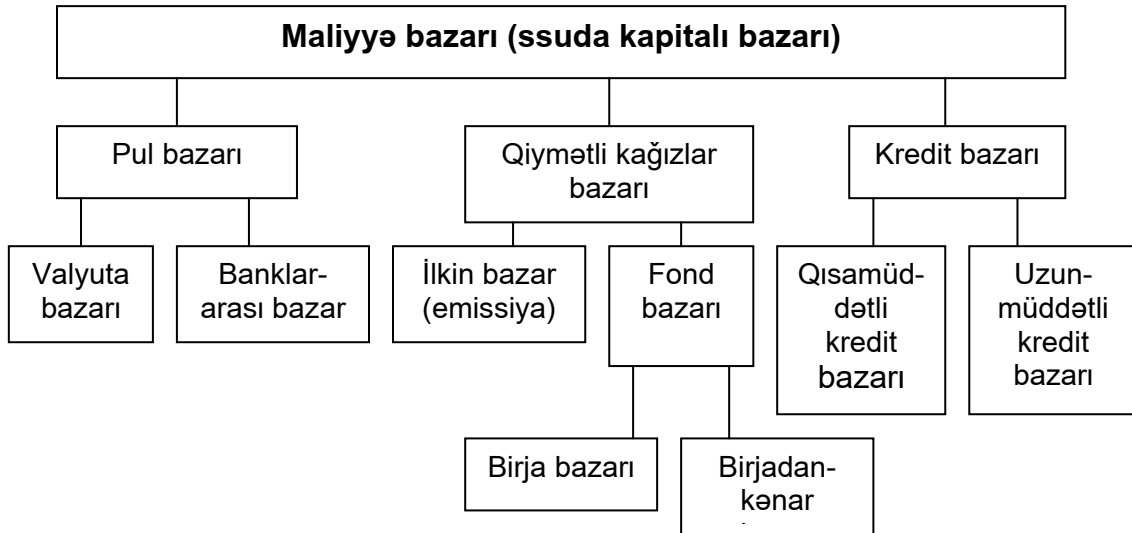 Maliyyə bazarı (ssuda kapitalı bazarı)
Pul bazarı
Qiymətli kağızlar
bazarı
Kredit bazarı
Valyuta
bazarı
Banklar-
arası bazar
İlkin bazar
(emissiya)
Fond
bazarı
Qısamüd-
dətli
kredit
bazarı
Uzun-
müddətli
kredit
bazarı
Birja bazarı
Birjadan-
kənar